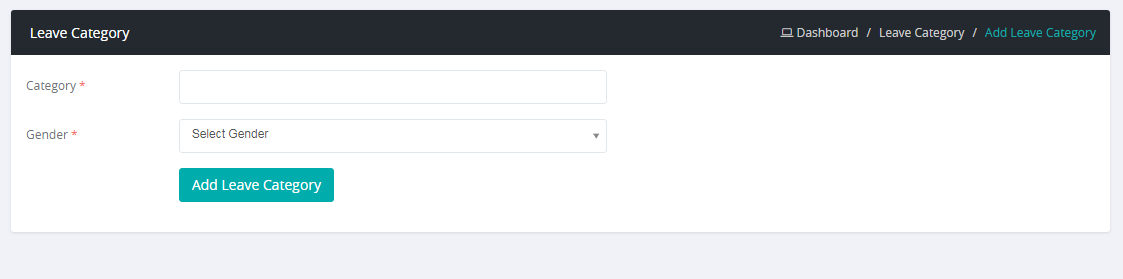 Leave Category
Dashboard / Leave Category / Add Leave Category
Category *
Gender *
Select Gender
Add Leave Category